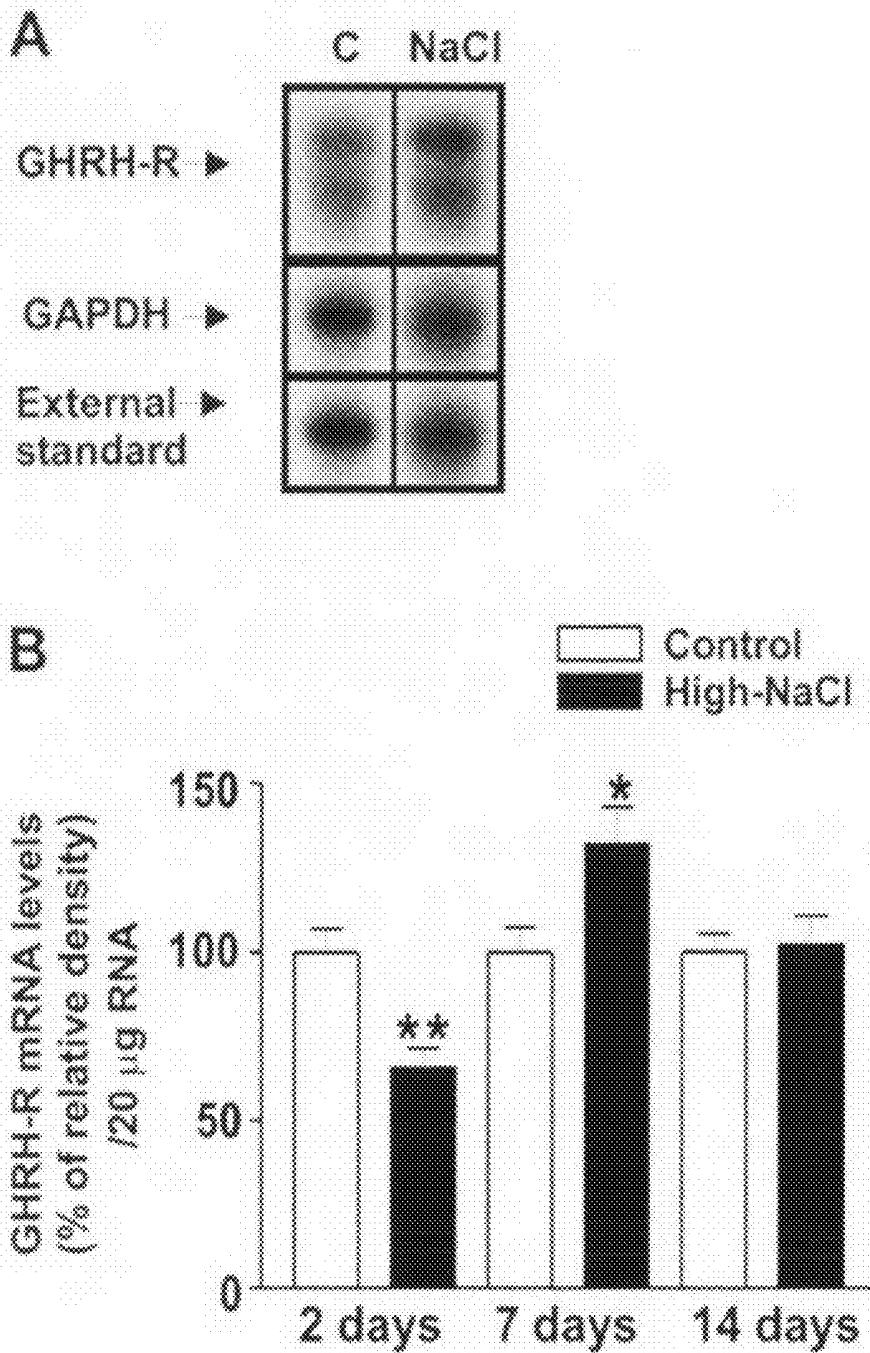 A
C NaCl
GHRH-R
GAPDH
External
standard
B
Control
High-NaCl
GHRH-R mRNA levels
(% of relative density)
/20 µg RNA
150
100
50
0
*
**
2 days 7 days 14 days